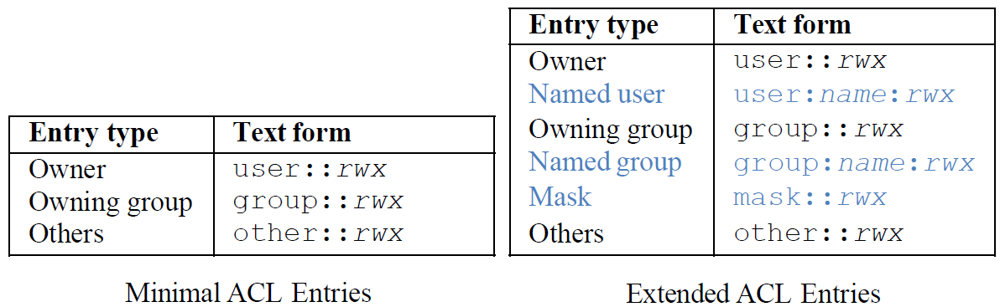 Entry type Text form
Owner user::rwx
Owning group group::rwx
Others other::rwx
Minimal ACL Entries
Entry type Text form
Owner user::rwx
Named user user:name:rwx
Owning group group::rwx
Named group group:name:rwx
Mask mask::rwx
Others other::rwx
Extended ACL Entries